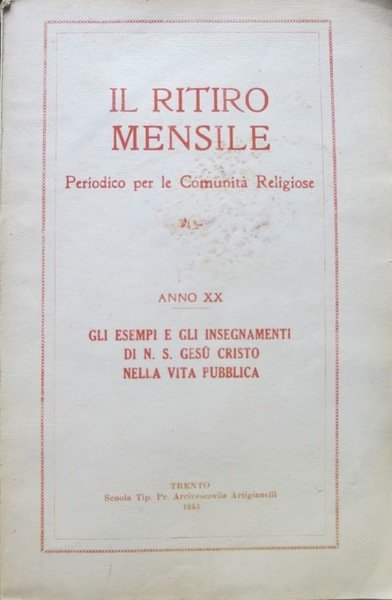 IL RITIRO
MENSILE
Periodico per le Comunità Religiose
ANNO XX
GLI ESEMPI E GLI INSEGNAMENTI
DI N. S. GESÙ CRISTO
NELLA VITA PUBBLICA
TRENTO
Scuola Tip. Pr. Arcivescovile Artigianelli